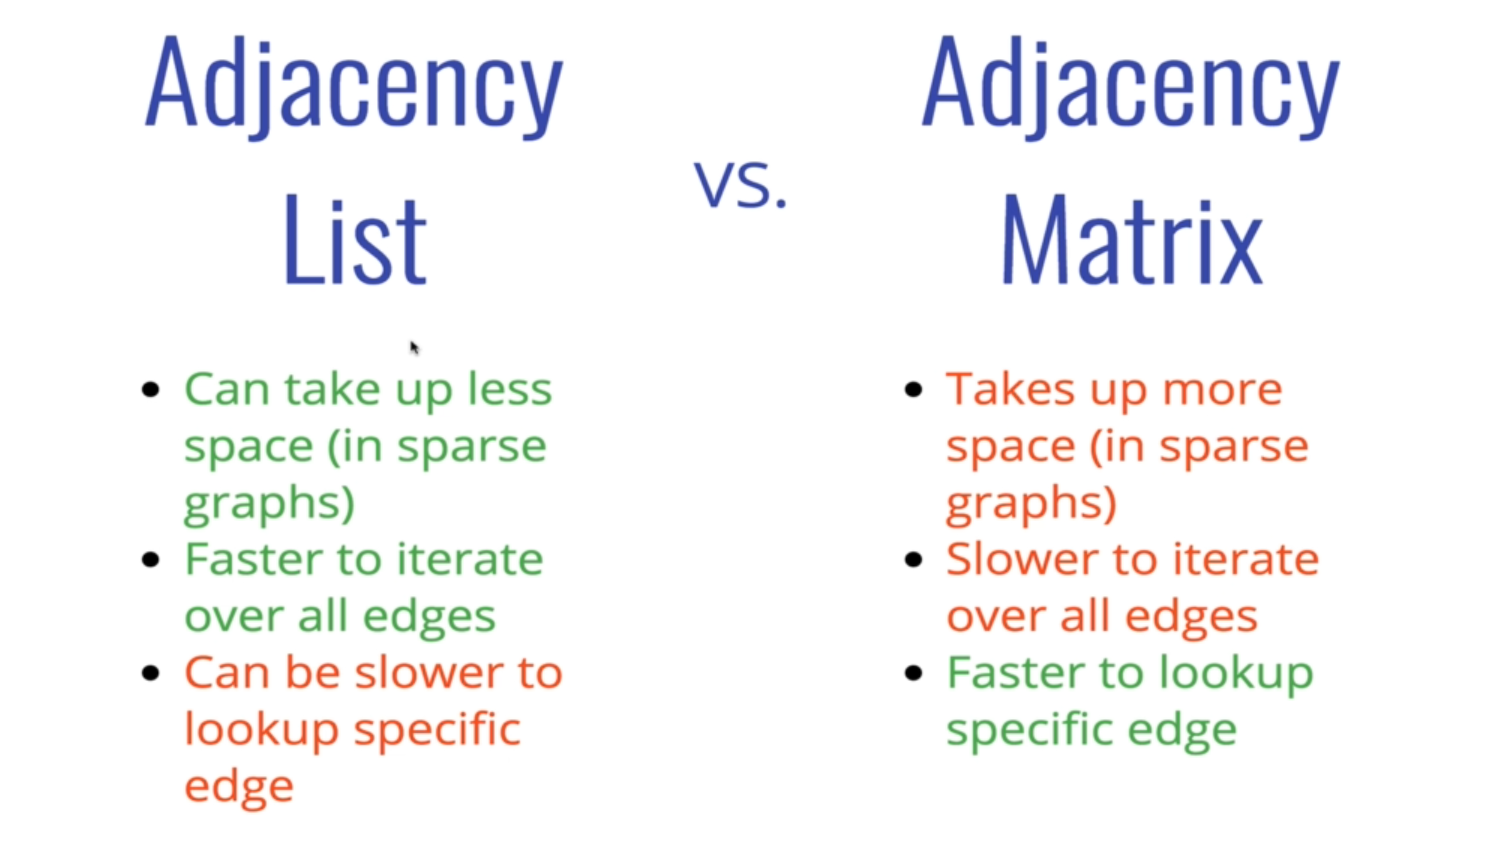 Adjacency
List
vs.
Adjacency
Matrix
• Can take up less
space (in sparse
graphs)
• Faster to iterate
over all edges
• Can be slower to
lookup specific
edge
• Takes up more
space (in sparse
graphs)
• Slower to iterate
over all edges
• Faster to lookup
specific edge